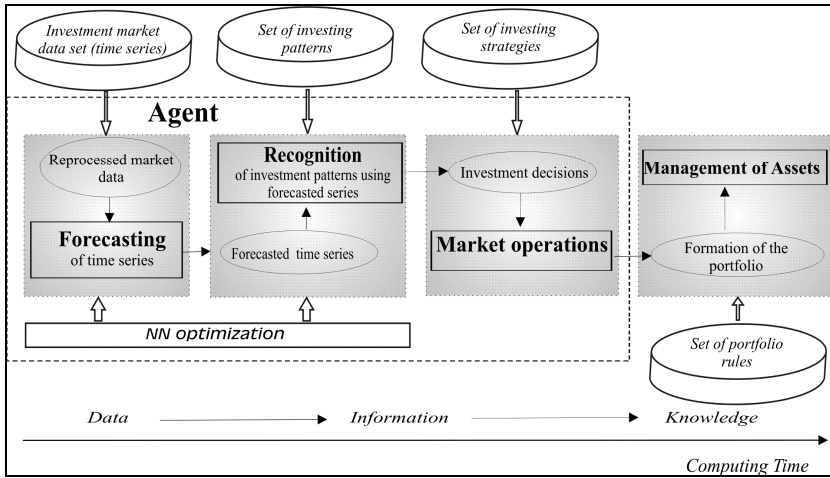 Investment market
data set (time series)
Set of investing
patterns
Set of investing
strategies
Agent
Reprocessed market
data
Forecasting
of time series
Recognition
of investment patterns using
forecasted series
Forecasted time series
Investment decisions
Market operations
Management of Assets
Formation of the
portfolio
NN optimization
Set of portfolio
rules
Data
Information
Knowledge
Computing Time